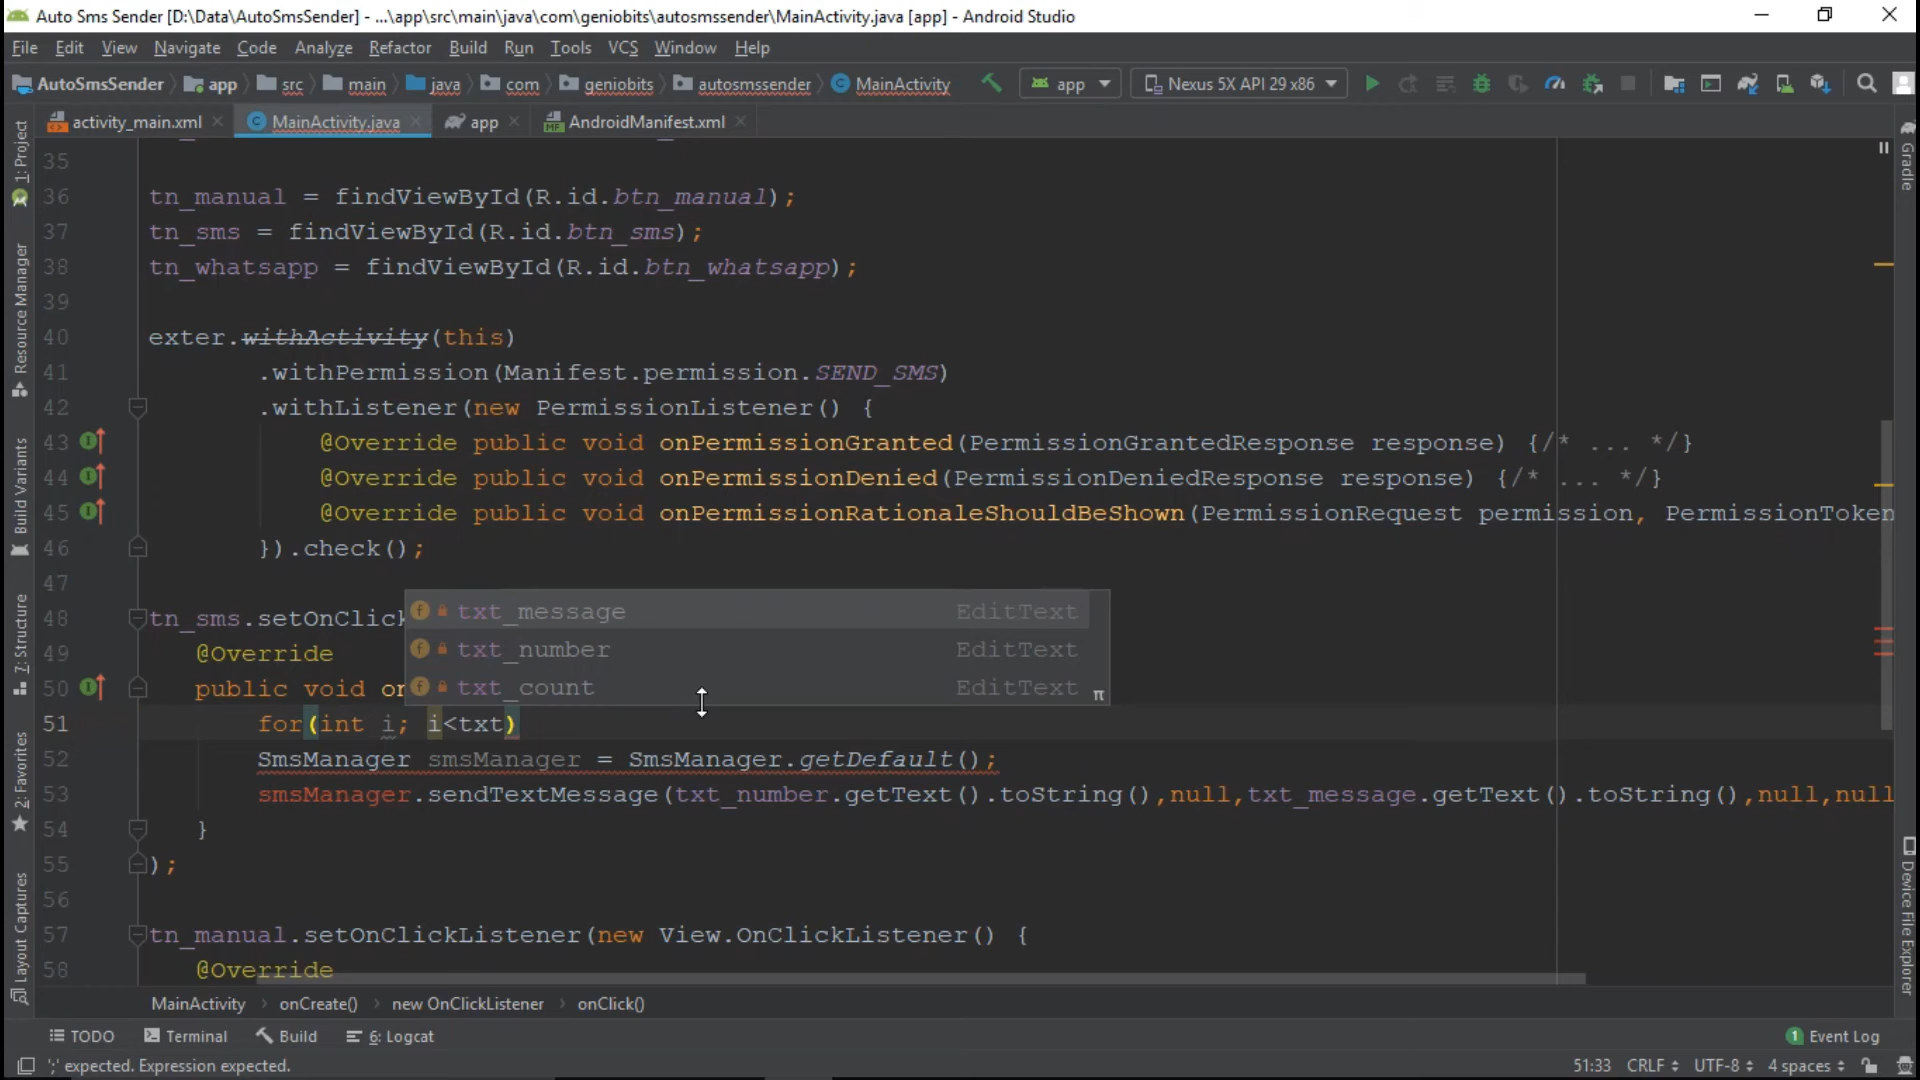 Auto Sms Sender [D:\Data\AutoSmsSender] - ...\app\src\main\java\com\geniobits\autosmssender\MainActivity.java [app] - Android Studio
File Edit View Navigate Code Analyze Refactor Build Run Tools VCS Window Help
AutoSmsSender app src main java com geniobits autosmssender MainActivity app Nexus 5X API 29 x86
activity_main.xml MainActivity.java app AndroidManifest.xml
1: Project
Resource Manager
Build Variants
7: Structure
2: Favorites
Layout Captures
35
36 tn_manual = findViewById(R.id.btn_manual);
37 tn_sms = findViewById(R.id.btn_sms);
38 tn_whatsapp = findViewById(R.id.btn_whatsapp);
39
40 exter.withActivity(this)
41 .withPermission(Manifest.permission.SEND_SMS)
42 .withListener(new PermissionListener() {
43 @Override public void onPermissionGranted(PermissionGrantedResponse response) {/* ... */}
44 @Override public void onPermissionDenied(PermissionDeniedResponse response) {/* ... */}
45 @Override public void onPermissionRationaleShouldBeShown(PermissionRequest permission, PermissionToken
46 }).check();
47
48 tn_sms.setOnClick
txt_message EditText
49 @Override
txt_number EditText
50 public void on
txt_count EditText π
51 for(int i; i<txt)
52 SmsManager smsManager = SmsManager.getDefault();
53 smsManager.sendTextMessage(txt_number.getText().toString(),null,txt_message.getText().toString(),null,null
54 }
55 );
56
57 tn_manual.setOnClickListener(new View.OnClickListener() {
58 @Override
Gradle
Device File Explorer
MainActivity onCreate() new OnClickListener onClick()
TODO Terminal Build 6: Logcat 1 Event Log
';' expected. Expression expected. 51:33 CRLF UTF-8 4 spaces